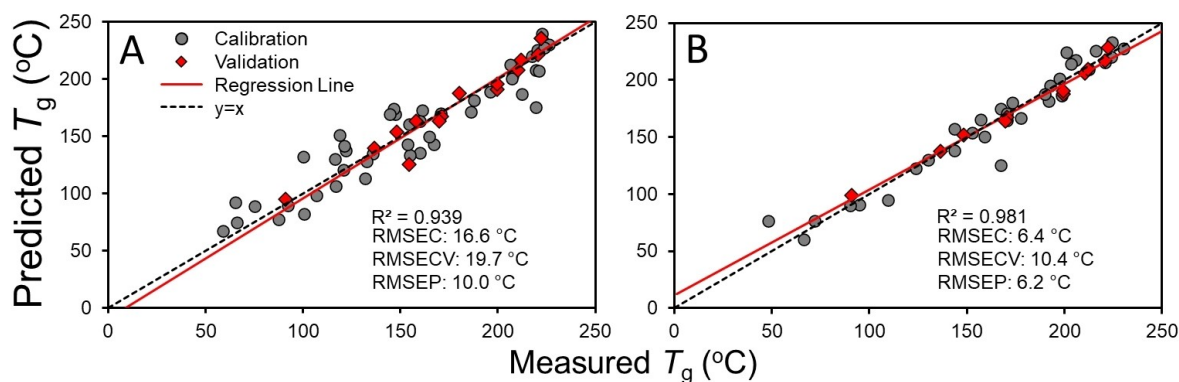 A
Calibration
Validation
Regression Line
y=x
R² = 0.939
RMSEC: 16.6 °C
RMSECV: 19.7 °C
RMSEP: 10.0 °C
250
200
150
100
50
0
0 50 100 150 200 250
B
R² = 0.981
RMSEC: 6.4 °C
RMSECV: 10.4 °C
RMSEP: 6.2 °C
250
200
150
100
50
0
0 50 100 150 200 250
Predicted Tg (°C)
Measured Tg (°C)